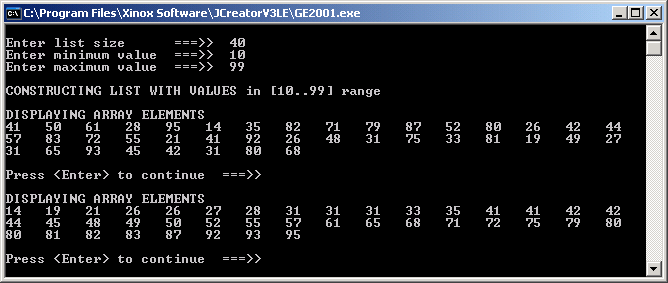 C:\Program Files\Xinox Software\JCreatorV3LE\GE2001.exe
Enter list size      ===>>  40
Enter minimum value  ===>>  10
Enter maximum value  ===>>  99
CONSTRUCTING LIST WITH VALUES in [10..99] range
DISPLAYING ARRAY ELEMENTS
41   50   61   28   95   14   35   82   71   79   87   52   80   26   42   44
57   83   72   55   21   41   92   26   48   31   75   33   81   19   49   27
31   65   93   45   42   31   80   68
Press <Enter> to continue  ===>>
DISPLAYING ARRAY ELEMENTS
14   19   21   26   26   27   28   31   31   31   33   35   41   41   42   42
44   45   48   49   50   52   55   57   61   65   68   71   72   75   79   80
80   81   82   83   87   92   93   95
Press <Enter> to continue  ===>>